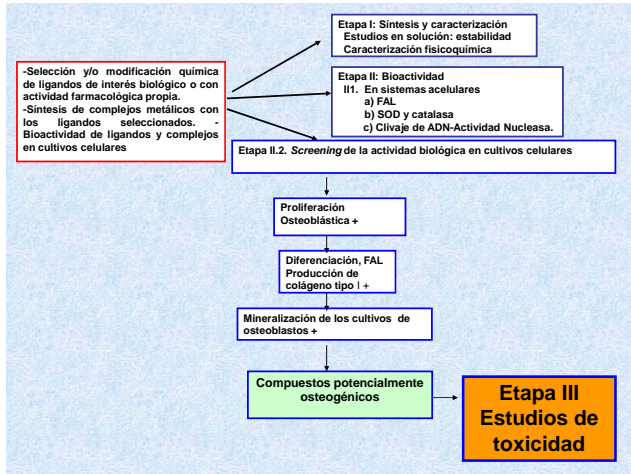 -Selección y/o modificación química
de ligandos de interés biológico o con
actividad farmacológica propia.
-Síntesis de complejos metálicos con
los ligandos seleccionados. -
Bioactividad de ligandos y complejos
en cultivos celulares
Etapa I: Síntesis y caracterización
Estudios en solución: estabilidad
Caracterización fisicoquímica
Etapa II: Bioactividad
II1. En sistemas acelulares
a) FAL
b) SOD y catalasa
c) Clivaje de ADN-Actividad Nucleasa.
Etapa II.2. Screening de la actividad biológica en cultivos celulares
Proliferación
Osteoblástica +
Diferenciación, FAL
Producción de
colágeno tipo I +
Mineralización de los cultivos de
osteoblastos +
Compuestos potencialmente
osteogénicos
Etapa III
Estudios de
toxicidad